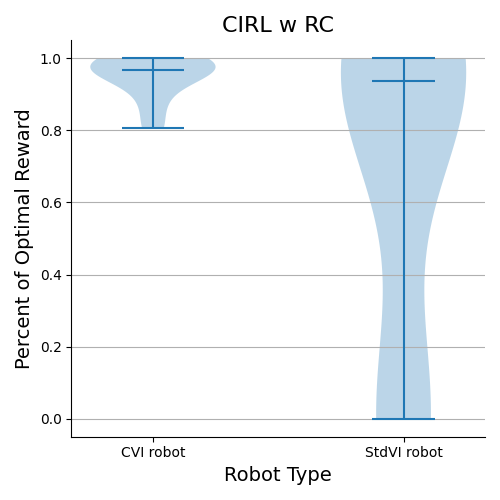 CIRL w RC
Percent of Optimal Reward
1.0
0.8
0.6
0.4
0.2
0.0
CVI robot
StdVI robot
Robot Type